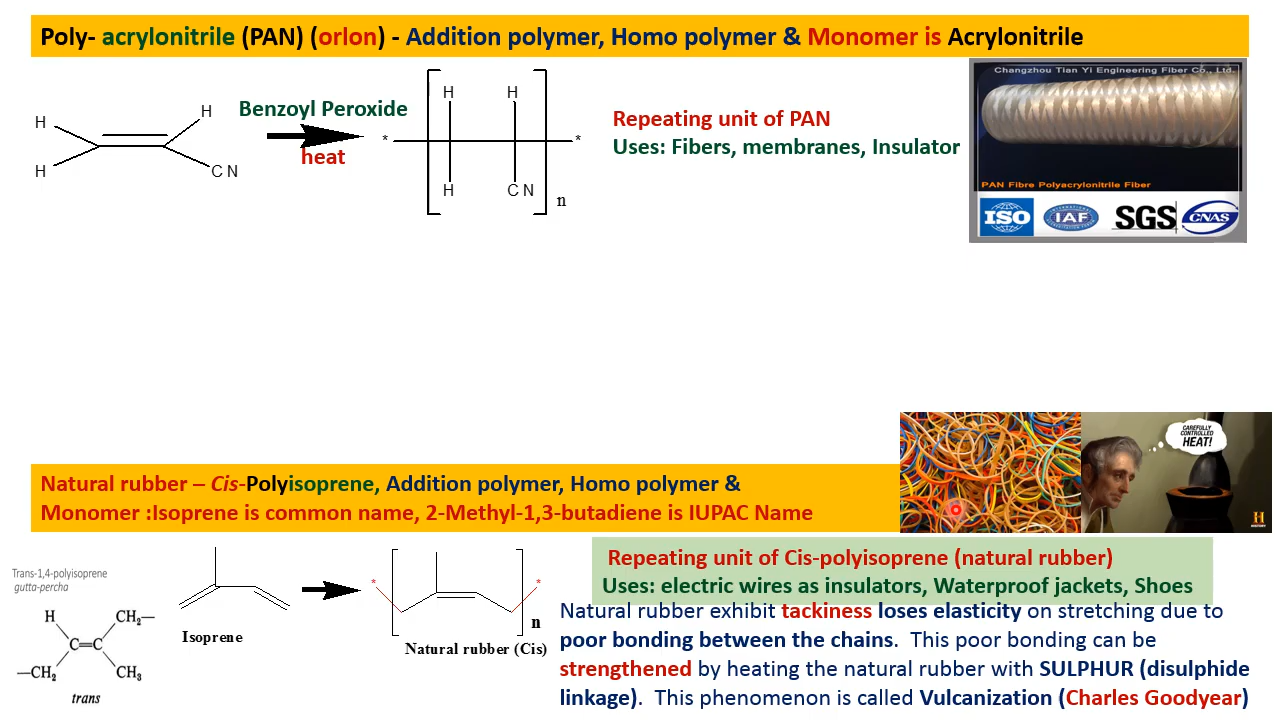 Poly- acrylonitrile (PAN) (orlon) - Addition polymer, Homo polymer & Monomer is Acrylonitrile
H
H
H
CN
Benzoyl Peroxide
heat
*
H
H
H
CN
*
n
Repeating unit of PAN
Uses: Fibers, membranes, Insulator
Changzhou Tian Yi Engineering Fiber Co., Ltd.
PAN Fibre Polyacrylonitrile Fiber
ISO
IAF
SGS
CNAS
CAREFULLY
CONTROLLED
HEAT!
H
HISTORY
Natural rubber – Cis-Polyisoprene, Addition polymer, Homo polymer &
Monomer :Isoprene is common name, 2-Methyl-1,3-butadiene is IUPAC Name
Trans-1,4-polyisoprene
gutta-percha
H
CH2—
C=C
—CH2
CH3
trans
Isoprene
*
*
n
Natural rubber (Cis)
Repeating unit of Cis-polyisoprene (natural rubber)
Uses: electric wires as insulators, Waterproof jackets, Shoes
Natural rubber exhibit tackiness loses elasticity on stretching due to
poor bonding between the chains. This poor bonding can be
strengthened by heating the natural rubber with SULPHUR (disulphide
linkage). This phenomenon is called Vulcanization (Charles Goodyear)